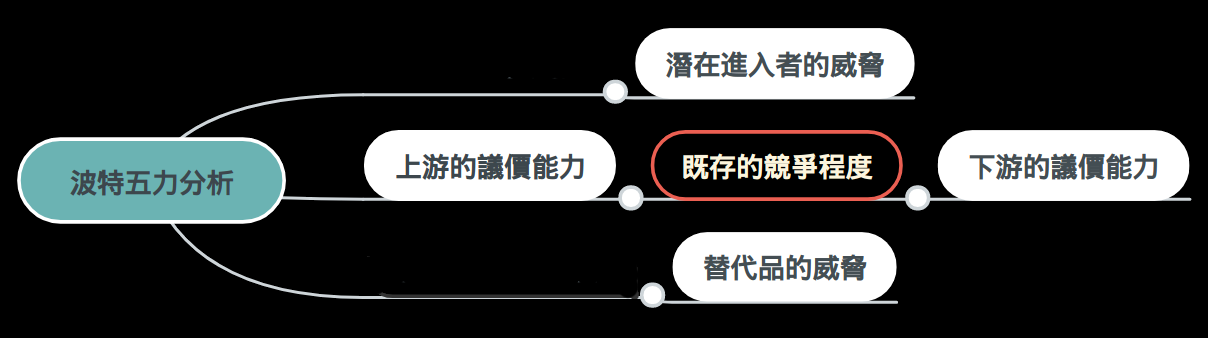 潛在進入者的威脅
波特五力分析
上游的議價能力
既存的競爭程度
下游的議價能力
替代品的威脅